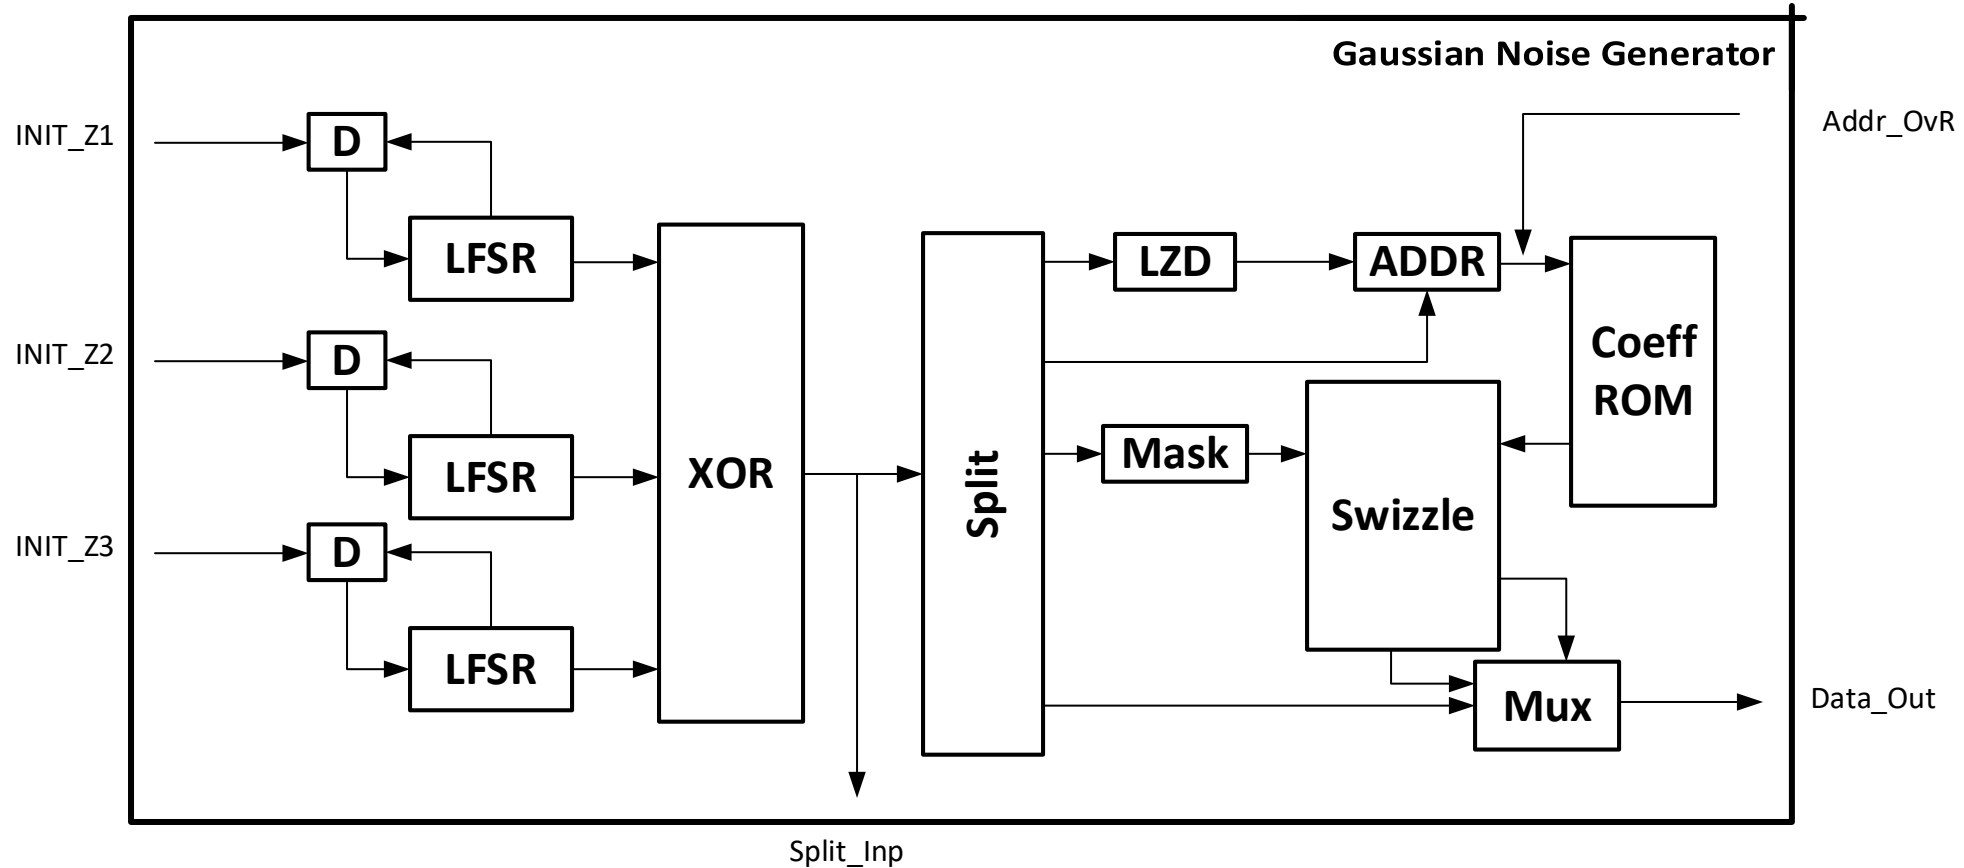 Gaussian Noise Generator
INIT_Z1
D
Addr_OvR
LFSR
LZD
ADDR
INIT_Z2
D
Coeff
ROM
LFSR
XOR
Split
Mask
Swizzle
INIT_Z3
D
LFSR
Mux
Data_Out
Split_Inp